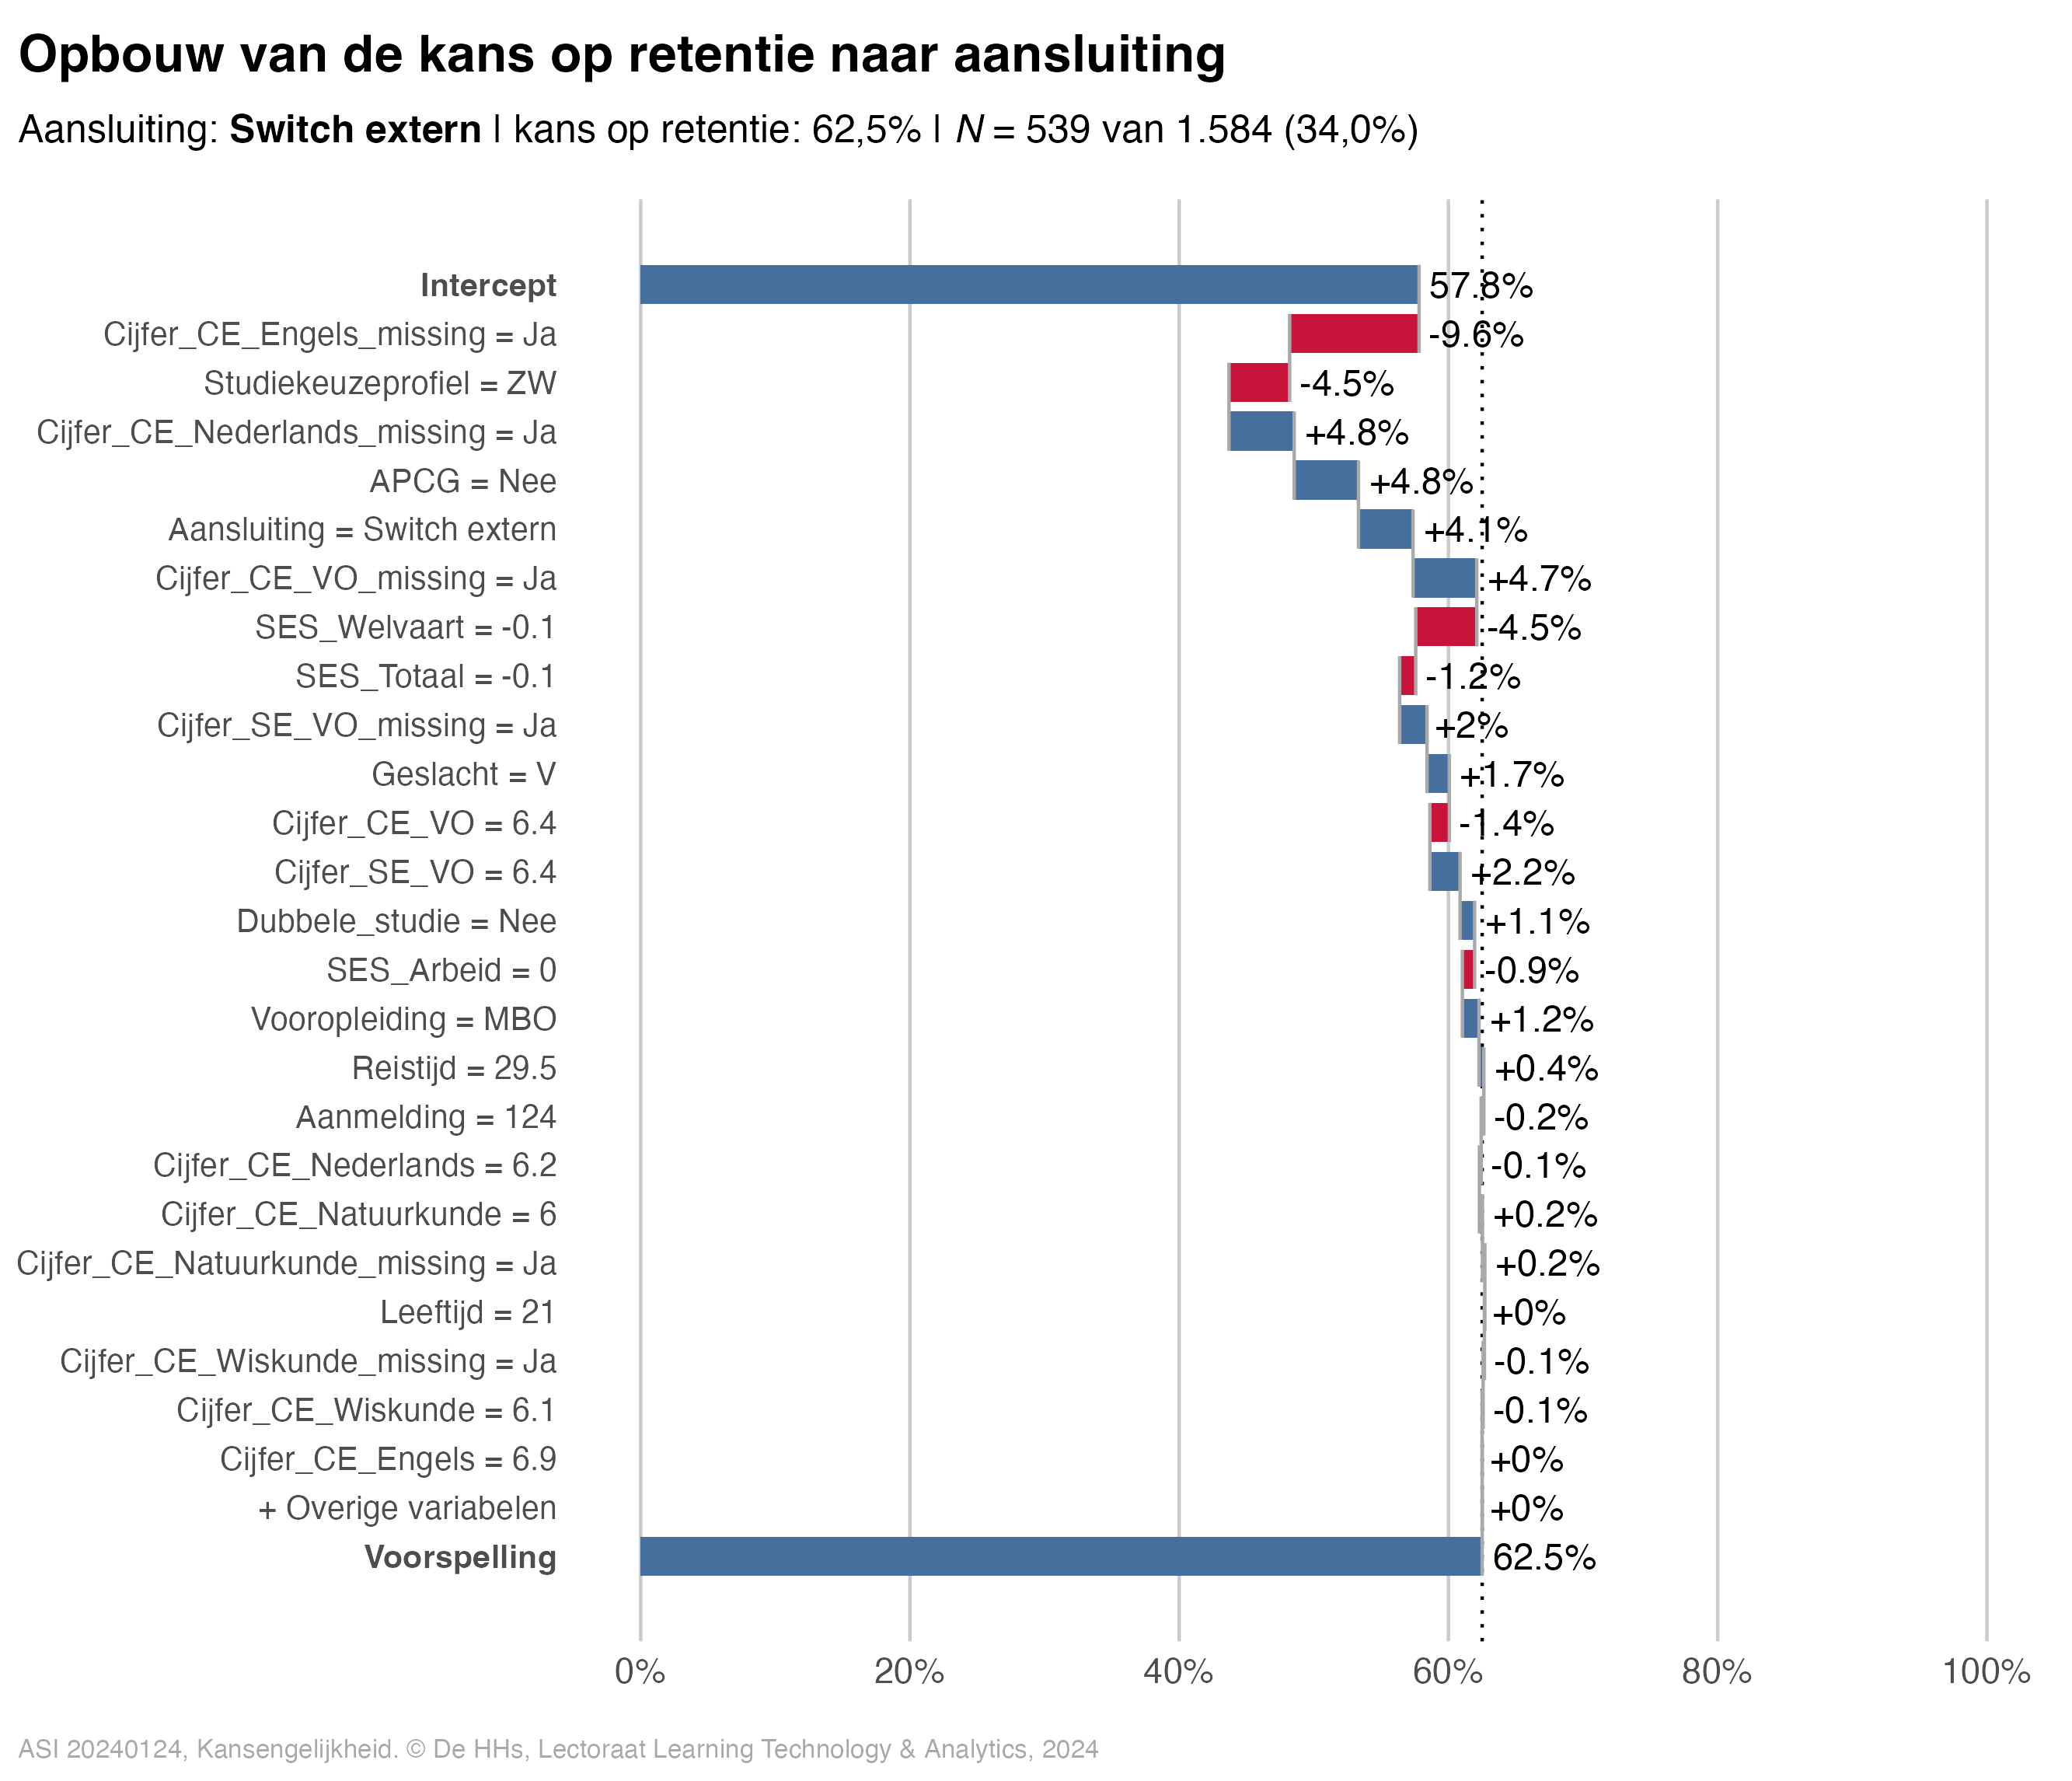 Opbouw van de kans op retentie naar aansluiting
Aansluiting: Switch extern | kans op retentie: 62,5% | N = 539 van 1.584 (34,0%)
Intercept 57.8%
Cijfer_CE_Engels_missing = Ja -9.6%
Studiekeuzeprofiel = ZW -4.5%
Cijfer_CE_Nederlands_missing = Ja +4.8%
APCG = Nee +4.8%
Aansluiting = Switch extern +4.1%
Cijfer_CE_VO_missing = Ja +4.7%
SES_Welvaart = -0.1 -4.5%
SES_Totaal = -0.1 -1.2%
Cijfer_SE_VO_missing = Ja +2%
Geslacht = V +1.7%
Cijfer_CE_VO = 6.4 -1.4%
Cijfer_SE_VO = 6.4 +2.2%
Dubbele_studie = Nee +1.1%
SES_Arbeid = 0 -0.9%
Vooropleiding = MBO +1.2%
Reistijd = 29.5 +0.4%
Aanmelding = 124 -0.2%
Cijfer_CE_Nederlands = 6.2 -0.1%
Cijfer_CE_Natuurkunde = 6 +0.2%
Cijfer_CE_Natuurkunde_missing = Ja +0.2%
Leeftijd = 21 +0%
Cijfer_CE_Wiskunde_missing = Ja -0.1%
Cijfer_CE_Wiskunde = 6.1 -0.1%
Cijfer_CE_Engels = 6.9 +0%
+ Overige variabelen +0%
Voorspelling 62.5%
0% 20% 40% 60% 80% 100%
ASI 20240124, Kansengelijkheid. © De HHs, Lectoraat Learning Technology & Analytics, 2024